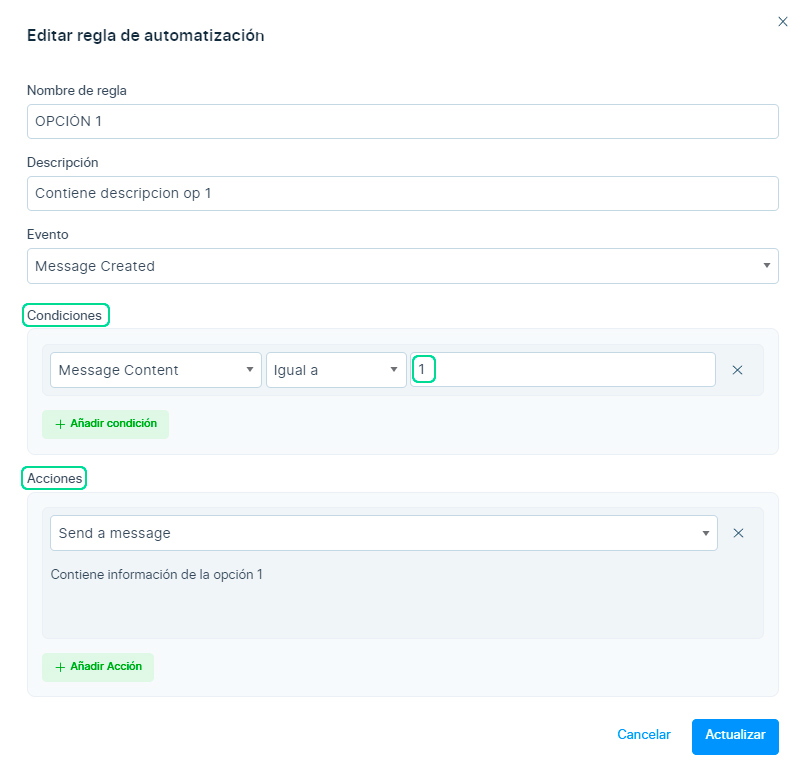 Editar regla de automatización
Nombre de regla
OPCIÓN 1
Descripción
Contiene descripcion op 1
Evento
Message Created
Condiciones
Message Content Igual a 1
+ Añadir condición
Acciones
Send a message
Contiene información de la opción 1
+ Añadir Acción
Cancelar Actualizar